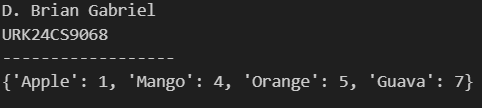 D. Brian Gabriel
URK24CS9068
------------------
{'Apple': 1, 'Mango': 4, 'Orange': 5, 'Guava': 7}